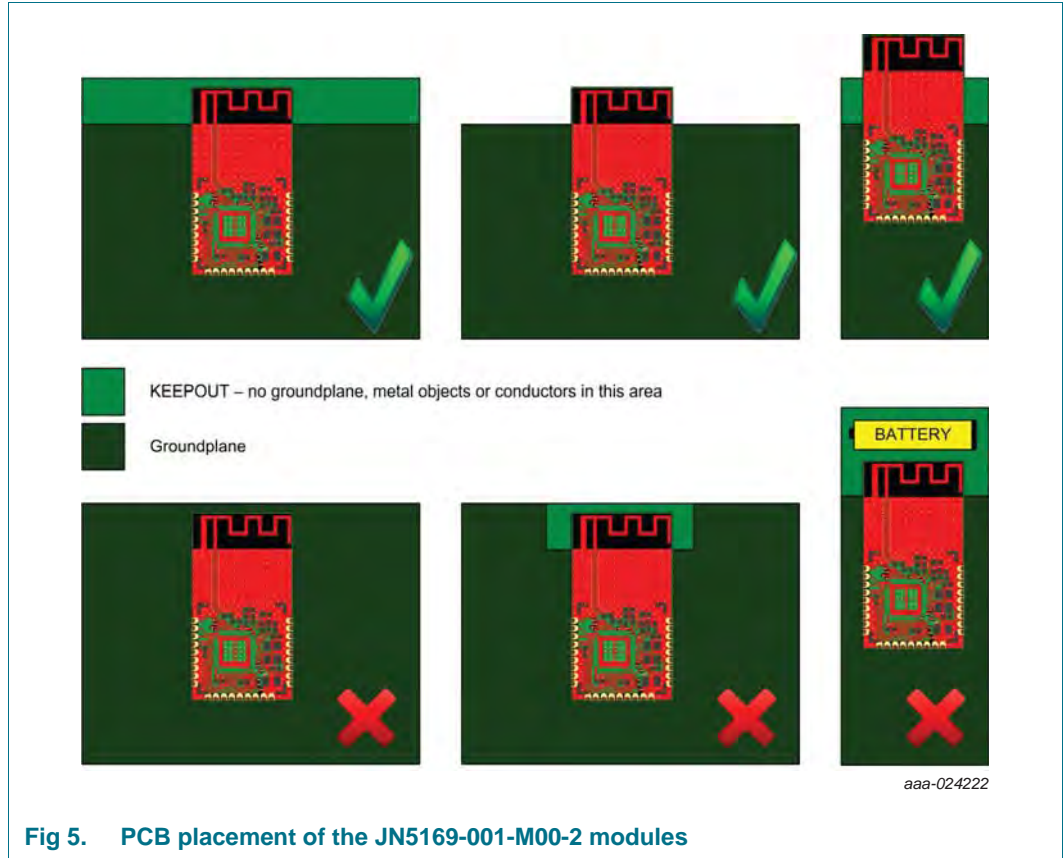 KEEPOUT – no groundplane, metal objects or conductors in this area
Groundplane
BATTERY
aaa-024222
Fig 5. PCB placement of the JN5169-001-M00-2 modules